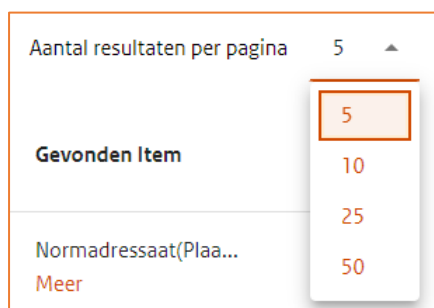 Aantal resultaten per pagina 5
5
Gevonden Item
10
25
Normadressaat(Plaa...
50
Meer